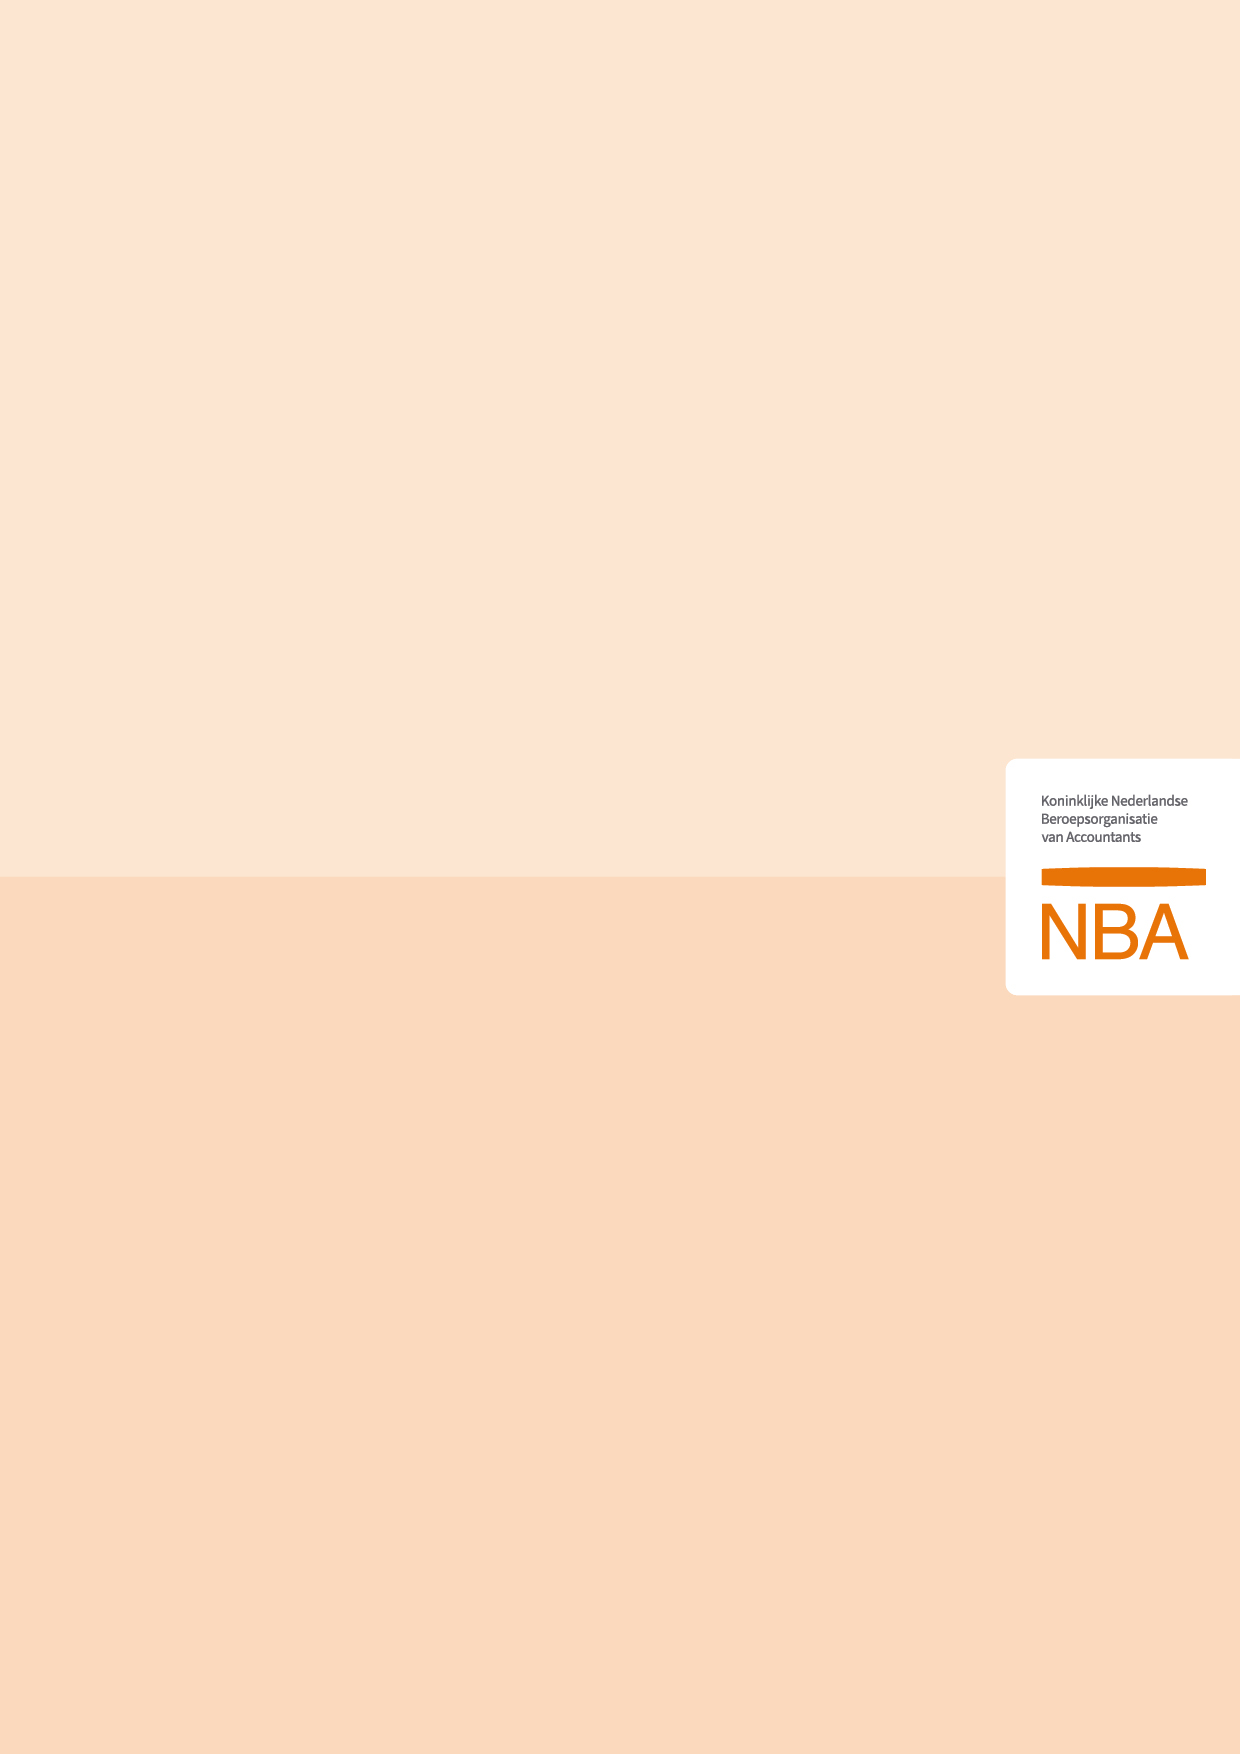 Koninklijke Nederlandse
Beroepsorganisatie
van Accountants
NBA